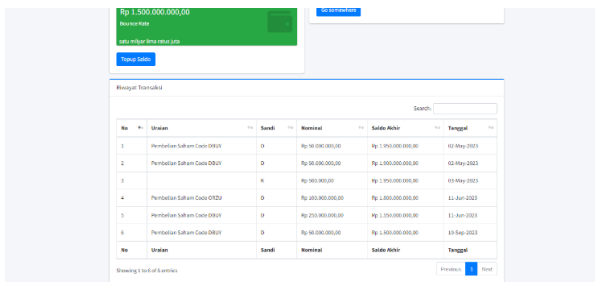 Rp 1.500.000.000,00
Bounce Rate
satu milyar lima ratus juta
Go somewhere
Topup Saldo
Riwayat Transaksi
Search:
No Uraian Sandi Nominal Saldo Akhir Tanggal
1 Pembelian Saham Code DBUY D Rp 50.000.000,00 Rp 1.950.000.000,00 02-May-2023
2 Pembelian Saham Code DBUY D Rp 50.000.000,00 Rp 1.900.000.000,00 02-May-2023
3 K Rp 500.000,00 Rp 1.950.000.000,00 03-May-2023
4 Pembelian Saham Code ORZU D Rp 100.000.000,00 Rp 1.800.000.000,00 11-Jun-2023
5 Pembelian Saham Code DBUY D Rp 250.000.000,00 Rp 1.550.000.000,00 11-Jun-2023
6 Pembelian Saham Code DBUY D Rp 50.000.000,00 Rp 1.500.000.000,00 10-Sep-2023
No Uraian Sandi Nominal Saldo Akhir Tanggal
Showing 1 to 6 of 6 entries
Previous 1 Next